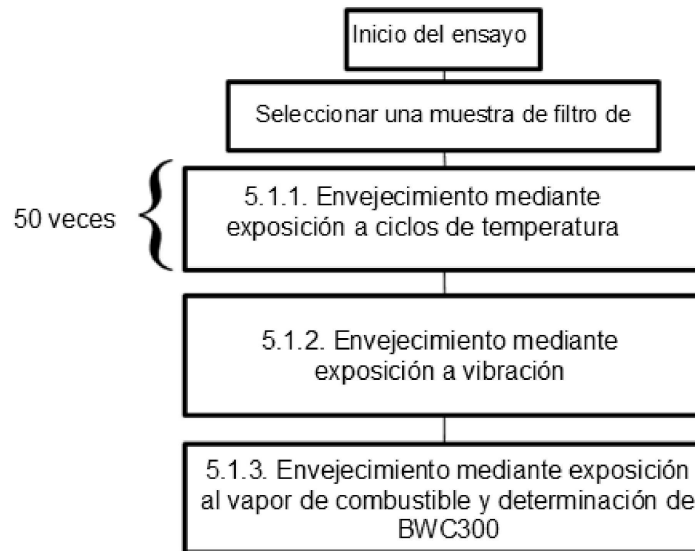 Inicio del ensayo
Seleccionar una muestra de filtro de
50 veces
5.1.1. Envejecimiento mediante
exposición a ciclos de temperatura
5.1.2. Envejecimiento mediante
exposición a vibración
5.1.3. Envejecimiento mediante exposición
al vapor de combustible y determinación de
BWC300